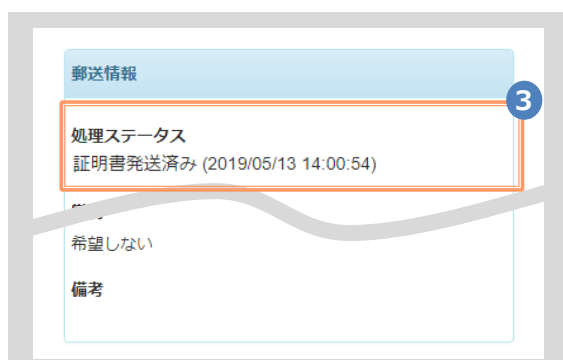 郵送情報
3
処理ステータス
証明書発送済み (2019/05/13 14:00:54)
希望しない
備考